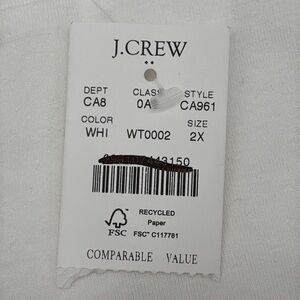 J.CREW
DEPT CLASS STYLE
CA8 0A CA961
COLOR SIZE
WHI WT0002 2X
3150
RECYCLED
Paper
FSC
FSC® C117781
COMPARABLE VALUE